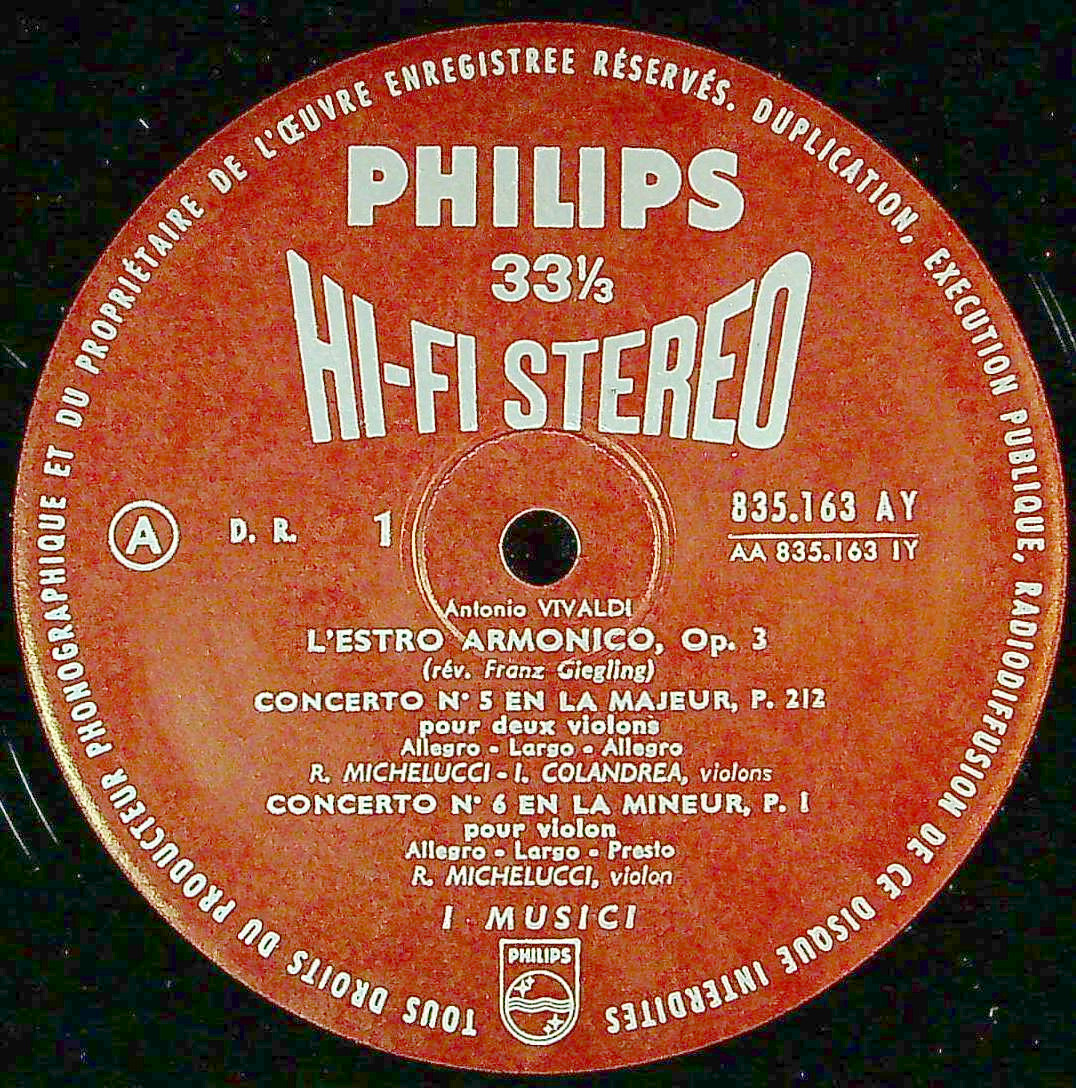 TOUS DROITS DU PRODUCTEUR PHONOGRAPHIQUE ET DU PROPRIÉTAIRE DE L'ŒUVRE ENREGISTREE RÉSERVÉS. DUPLICATION, EXECUTION PUBLIQUE, RADIODIFFUSION DE CE DISQUE INTERDITES
PHILIPS
33⅓
HI-FI STEREO
A D. R. 1
835.163 AY
AA 835.163 1Y
Antonio VIVALDI
L'ESTRO ARMONICO, Op. 3
(rév. Franz Giegling)
CONCERTO N° 5 EN LA MAJEUR, P. 212
pour deux violons
Allegro - Largo - Allegro
R. MICHELUCCI - I. COLANDREA, violons
CONCERTO N° 6 EN LA MINEUR, P. 1
pour violon
Allegro - Largo - Presto
R. MICHELUCCI, violon
I MUSICI
PHILIPS